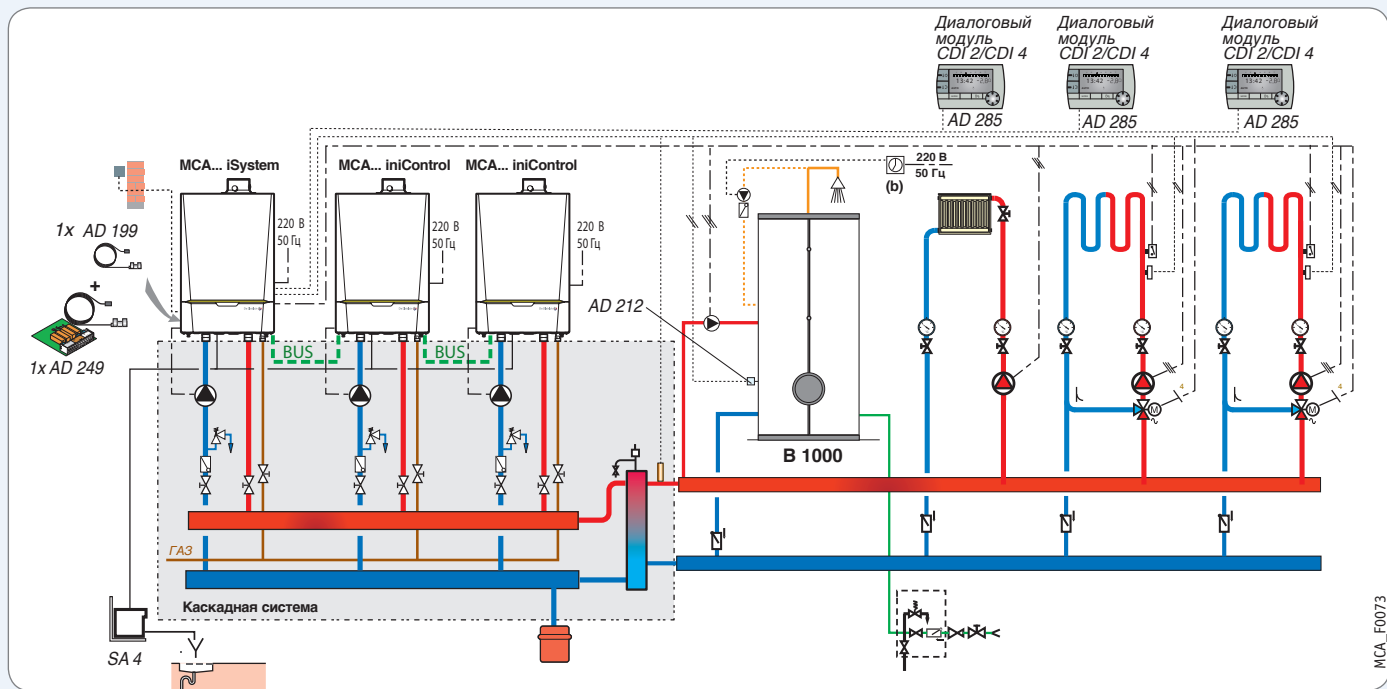 Диалоговый
модуль
CDI 2/CDI 4
Диалоговый
модуль
CDI 2/CDI 4
Диалоговый
модуль
CDI 2/CDI 4
AD 285
AD 285
AD 285
MCA... iSystem
MCA... iniControl
MCA... iniControl
220 В
50 Гц
(b)
1x AD 199
+
1x AD 249
220 В
50 Гц
220 В
50 Гц
220 В
50 Гц
AD 212
BUS
BUS
M
4
M
4
B 1000
ГАЗ
Каскадная система
SA 4
MCA_F0073